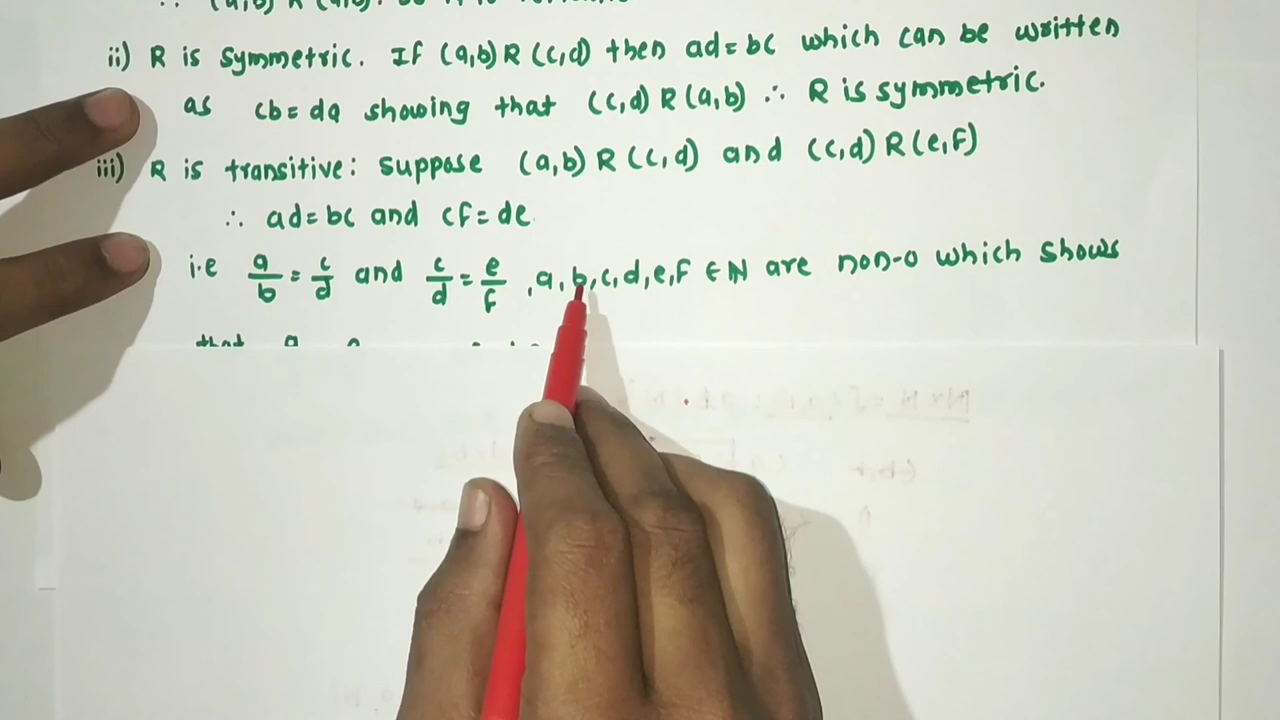 ii) R is symmetric. If (a,b) R (c,d) then ad=bc which can be written
as cb=da showing that (c,d) R (a,b) ∴ R is symmetric.
iii) R is transitive: suppose (a,b) R (c,d) and (c,d) R (e,f)
∴ ad=bc and cf=de.
i.e a/b = c/d and c/d = e/f , a,b,c,d,e,f ∈ N are non-0 which shows
that